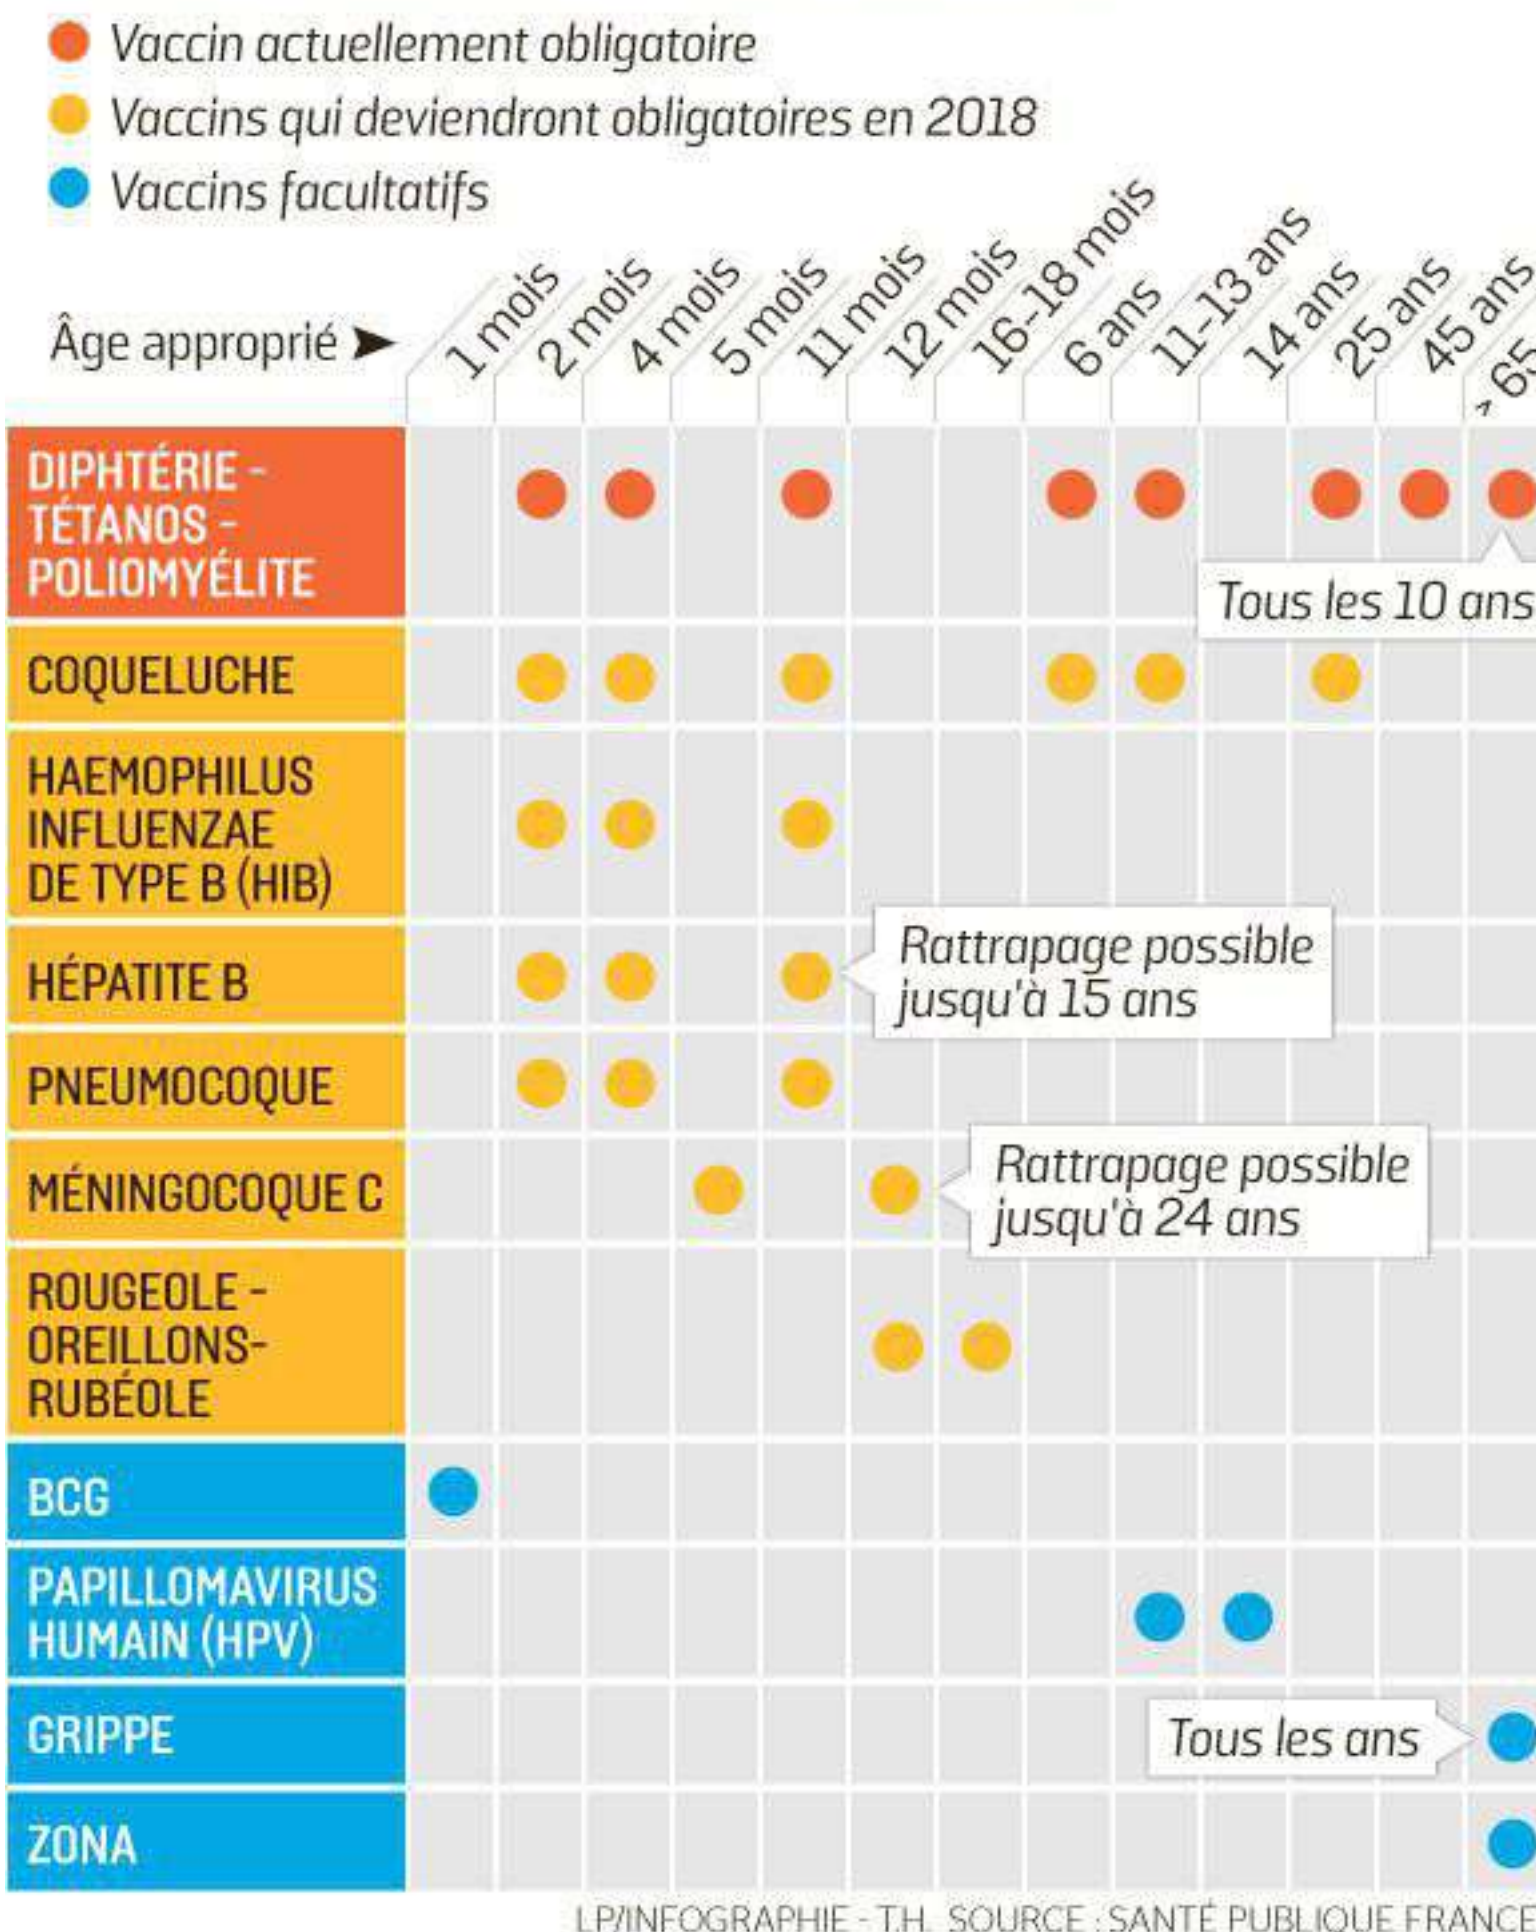 Vaccin actuellement obligatoire
Vaccins qui deviendront obligatoires en 2018
Vaccins facultatifs
Âge approprié
1 mois
2 mois
4 mois
5 mois
11 mois
12 mois
16-18 mois
6 ans
11-13 ans
14 ans
25 ans
45 ans
> 65
DIPHTÉRIE -
TÉTANOS -
POLIOMYÉLITE
Tous les 10 ans
COQUELUCHE
HAEMOPHILUS
INFLUENZAE
DE TYPE B (HIB)
HÉPATITE B
Rattrapage possible
jusqu'à 15 ans
PNEUMOCOQUE
MÉNINGOCOQUE C
Rattrapage possible
jusqu'à 24 ans
ROUGEOLE -
OREILLONS-
RUBÉOLE
BCG
PAPILLOMAVIRUS
HUMAIN (HPV)
GRIPPE
Tous les ans
ZONA
LP/INFOGRAPHIE - T.H. SOURCE : SANTÉ PUBLIQUE FRANCE